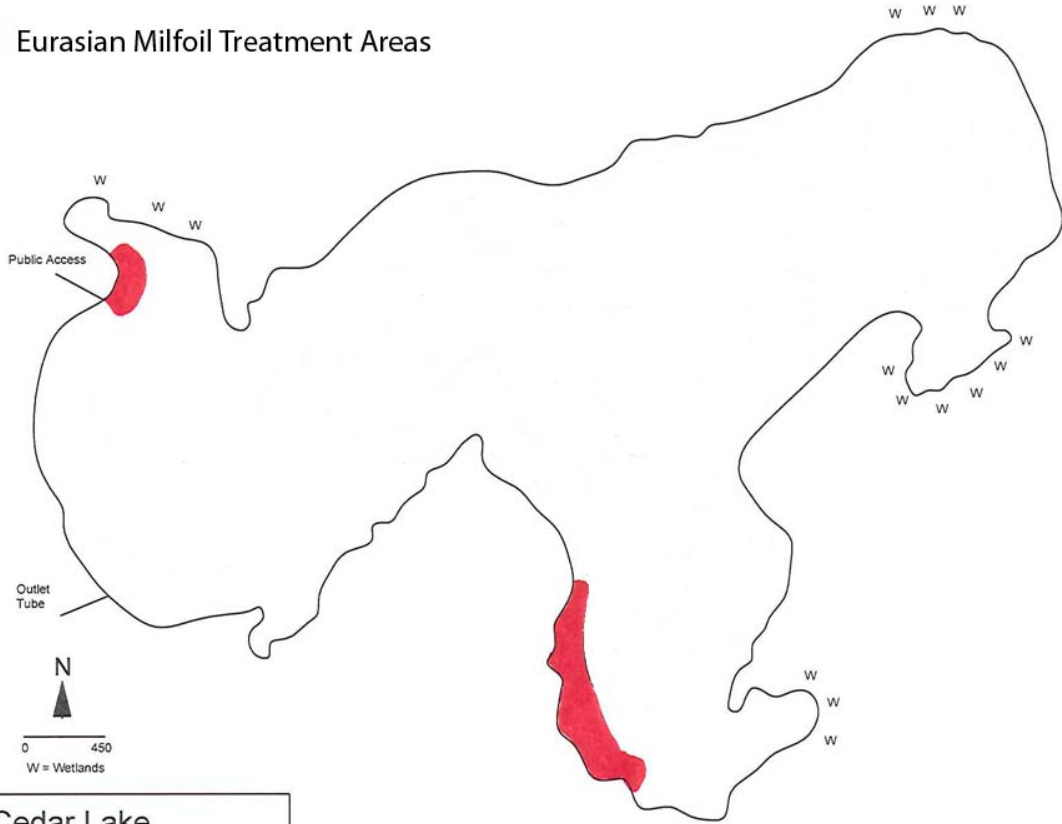 Eurasian Milfoil Treatment Areas
W W W
W
W
W
Public Access
W
W
W
W
W
W
Outlet
Tube
N
0 450
W = Wetlands
W
W
W
Cedar Lake